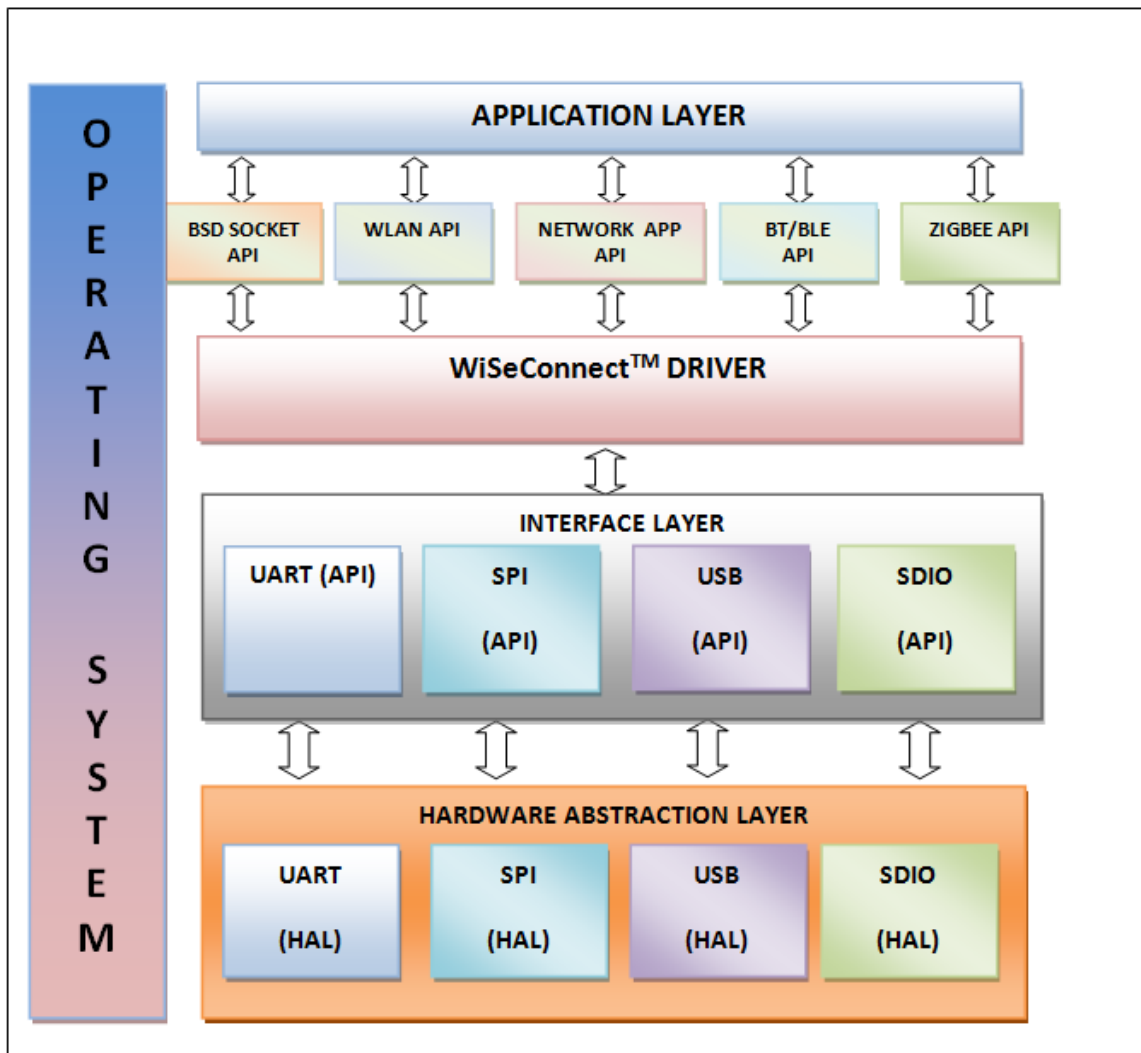 OPERATING SYSTEM
APPLICATION LAYER
BSD SOCKET
API
WLAN API
NETWORK APP
API
BT/BLE
API
ZIGBEE API
WiSeConnect™ DRIVER
INTERFACE LAYER
UART (API)
SPI
(API)
USB
(API)
SDIO
(API)
HARDWARE ABSTRACTION LAYER
UART
(HAL)
SPI
(HAL)
USB
(HAL)
SDIO
(HAL)